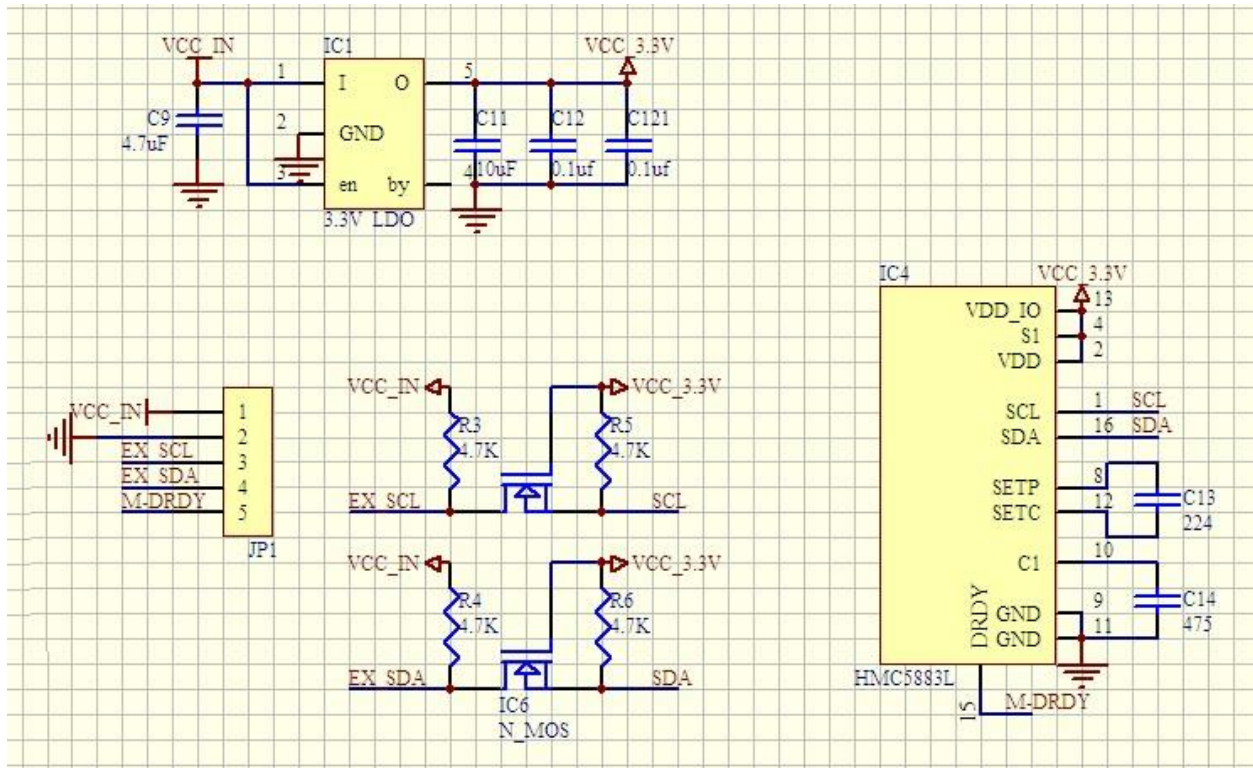 VCC_IN
IC1
VCC_3.3V
1
I
O
5
C9
4.7uF
2
GND
C11
10uF
C12
0.1uf
C121
0.1uf
3
en
by
4
3.3V LDO
IC4
VCC_3.3V
VDD_IO
13
S1
4
VDD
2
SCL
1
SCL
SDA
16
SDA
SETP
8
SETC
12
C13
224
C1
10
GND
9
GND
11
C14
475
DRDY
HMC5883L
15
M-DRDY
VCC_IN
1
2
EX_SCL
3
EX_SDA
4
M-DRDY
5
JP1
VCC_IN
VCC_3.3V
R3
4.7K
R5
4.7K
EX_SCL
SCL
VCC_IN
VCC_3.3V
R4
4.7K
R6
4.7K
EX_SDA
SDA
IC6
N_MOS